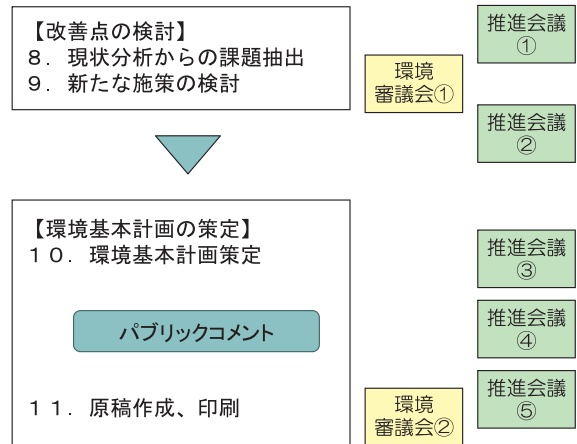 【改善点の検討】
８．現状分析からの課題抽出
９．新たな施策の検討
環境
審議会①
推進会議
①
推進会議
②
【環境基本計画の策定】
１０．環境基本計画策定
パブリックコメント
１１．原稿作成、印刷
推進会議
③
推進会議
④
環境
審議会②
推進会議
⑤